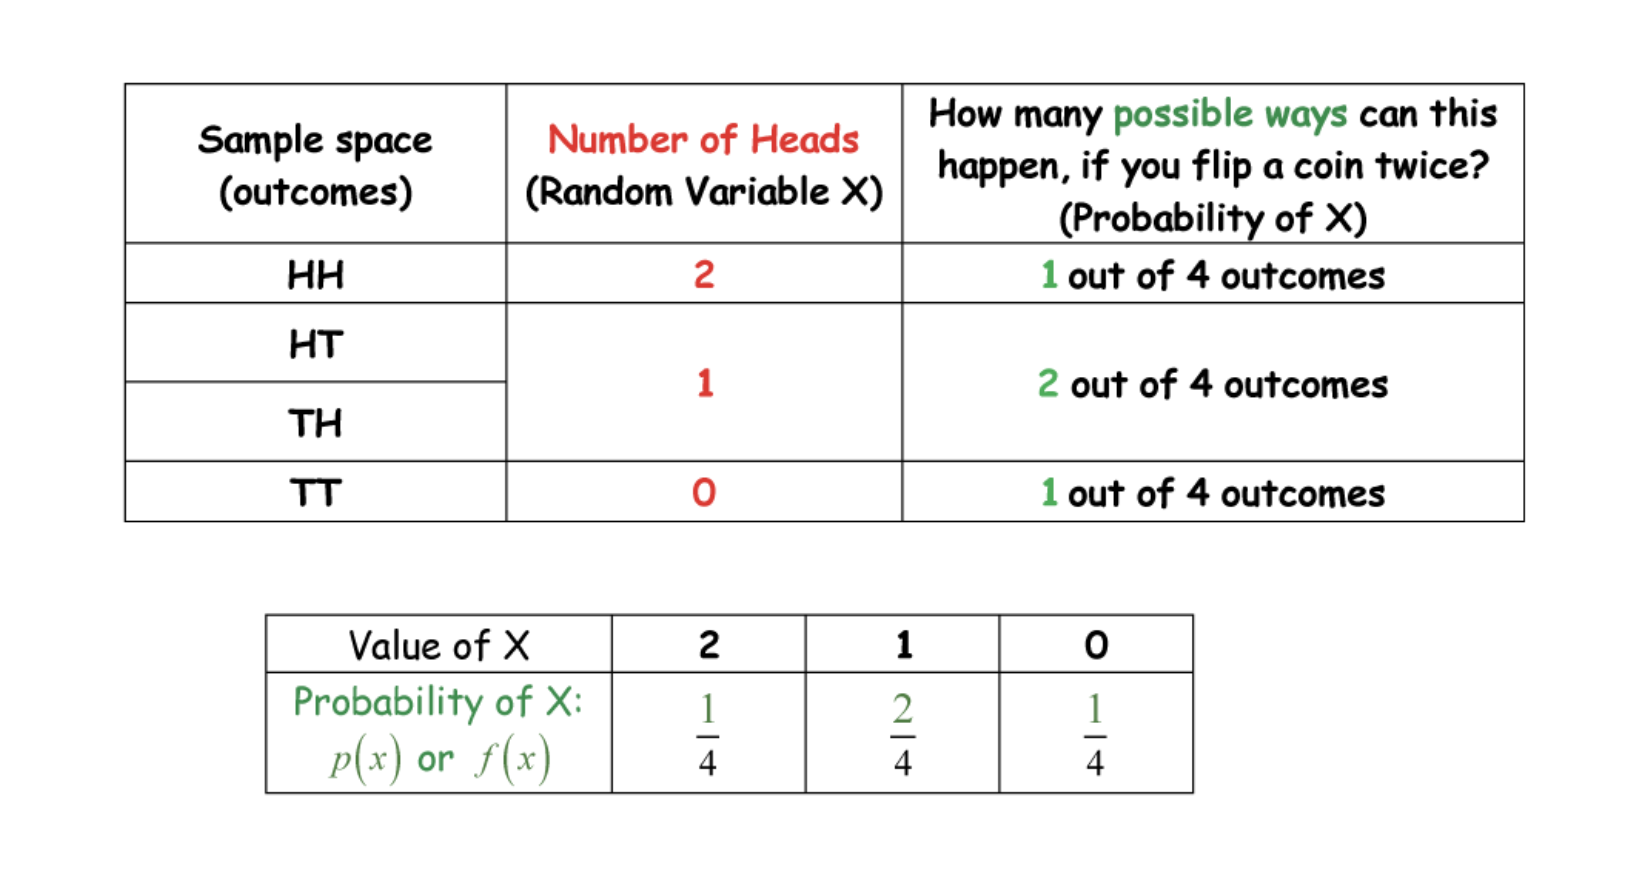 Sample space
(outcomes)
Number of Heads
(Random Variable X)
How many possible ways can this
happen, if you flip a coin twice?
(Probability of X)
HH
2
1 out of 4 outcomes
HT
1
2 out of 4 outcomes
TH
TT
0
1 out of 4 outcomes
Value of X
2
1
0
Probability of X:
p(x) or f(x)
1/4
2/4
1/4